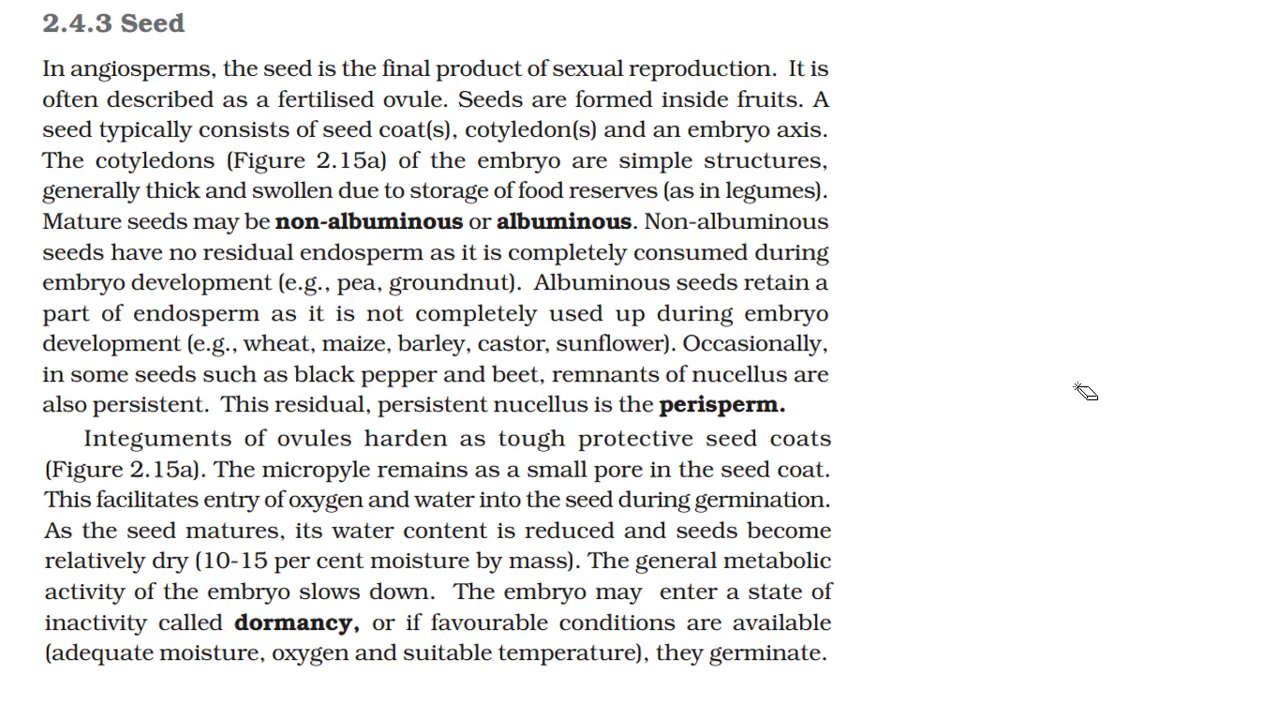 2.4.3 Seed
In angiosperms, the seed is the final product of sexual reproduction. It is
often described as a fertilised ovule. Seeds are formed inside fruits. A
seed typically consists of seed coat(s), cotyledon(s) and an embryo axis.
The cotyledons (Figure 2.15a) of the embryo are simple structures,
generally thick and swollen due to storage of food reserves (as in legumes).
Mature seeds may be non-albuminous or albuminous. Non-albuminous
seeds have no residual endosperm as it is completely consumed during
embryo development (e.g., pea, groundnut). Albuminous seeds retain a
part of endosperm as it is not completely used up during embryo
development (e.g., wheat, maize, barley, castor, sunflower). Occasionally,
in some seeds such as black pepper and beet, remnants of nucellus are
also persistent. This residual, persistent nucellus is the perisperm.
Integuments of ovules harden as tough protective seed coats
(Figure 2.15a). The micropyle remains as a small pore in the seed coat.
This facilitates entry of oxygen and water into the seed during germination.
As the seed matures, its water content is reduced and seeds become
relatively dry (10-15 per cent moisture by mass). The general metabolic
activity of the embryo slows down. The embryo may enter a state of
inactivity called dormancy, or if favourable conditions are available
(adequate moisture, oxygen and suitable temperature), they germinate.